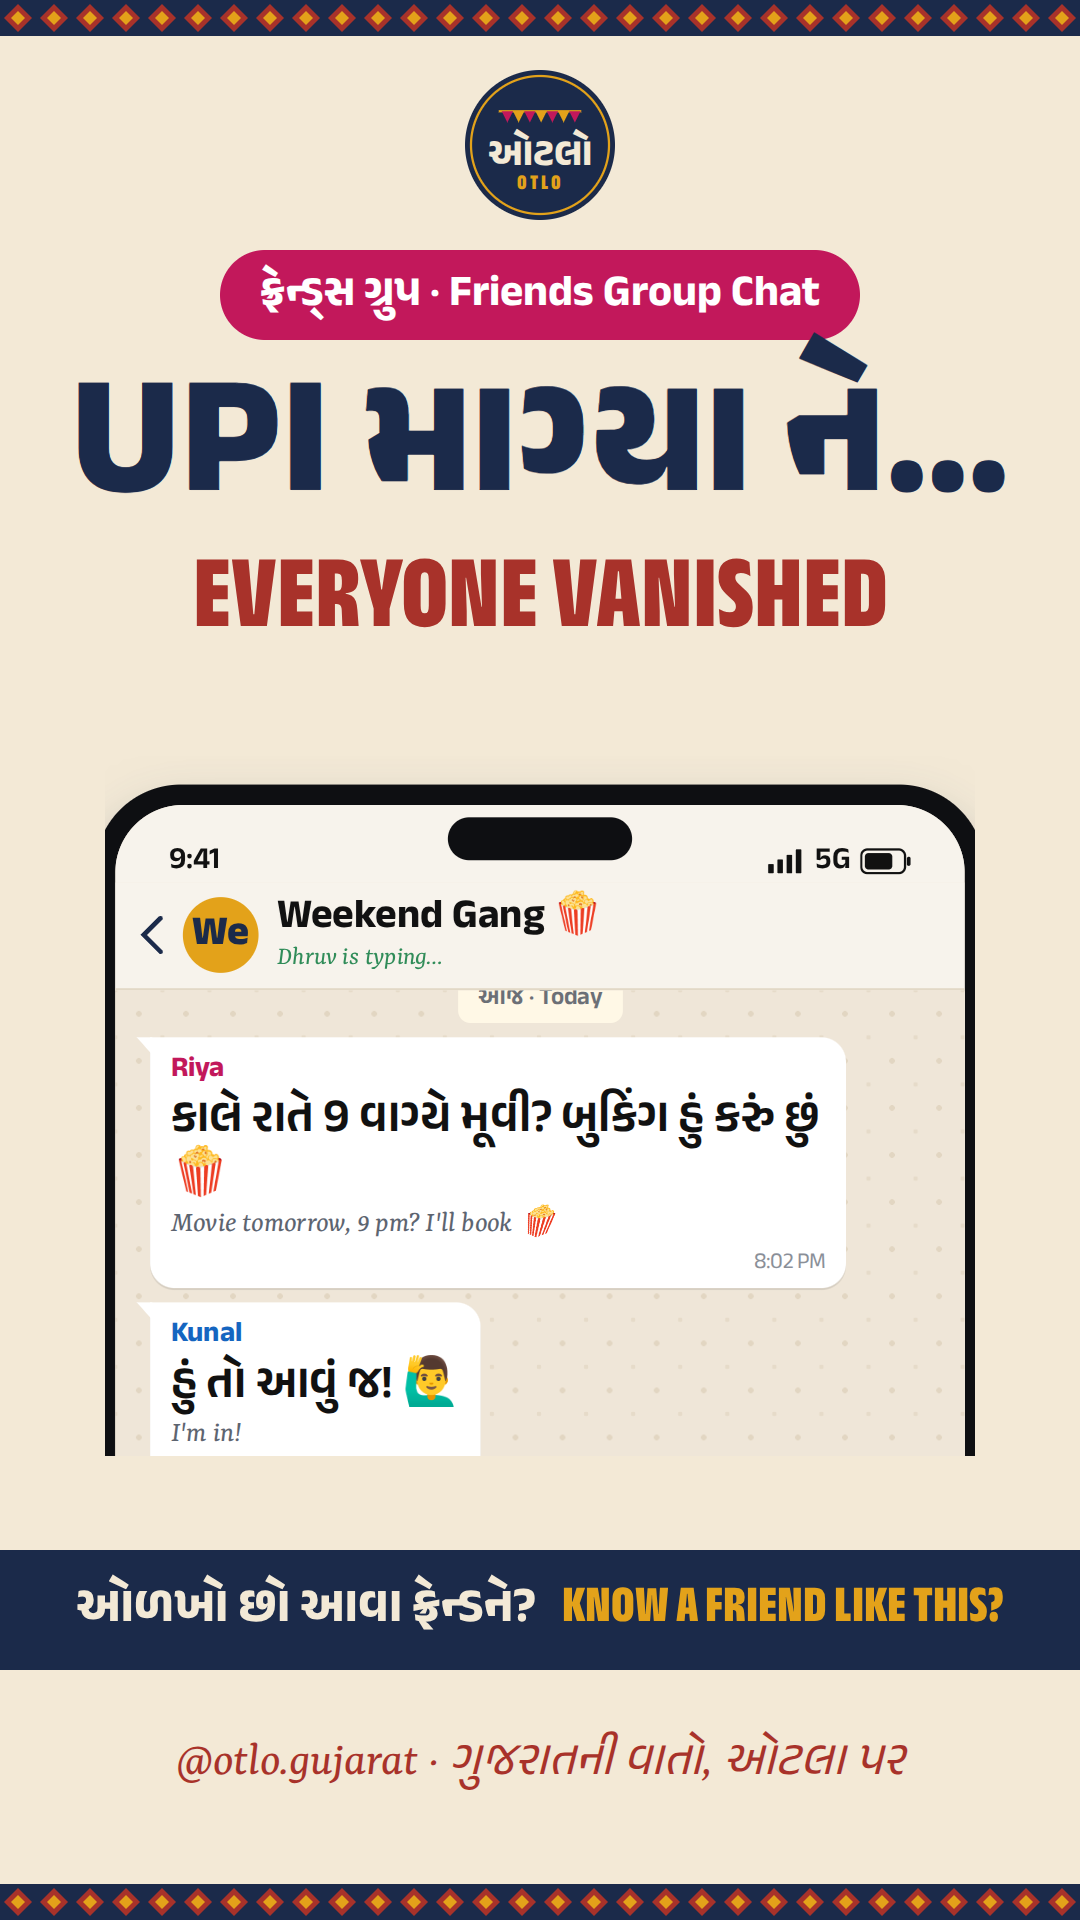 ઓટલો
OTLO
ફ્રેન્ડ્સ ગ્રુપ · Friends Group Chat
UPI માગ્યા ને...
EVERYONE VANISHED
9:41
5G
We
Weekend Gang 🍿
Dhruv is typing...
આજ · Today
Riya
કાલે રાતે 9 વાગ્યે મૂવી? બુકિંગ હું કરું છું
🍿
Movie tomorrow, 9 pm? I'll book 🍿
8:02 PM
Kunal
હું તો આવું જ! 🙋‍♂️
I'm in!
ઓળખો છો આવા ફ્રેન્ડને? KNOW A FRIEND LIKE THIS?
@otlo.gujarat · ગુજરાતની વાતો, ઓટલા પર